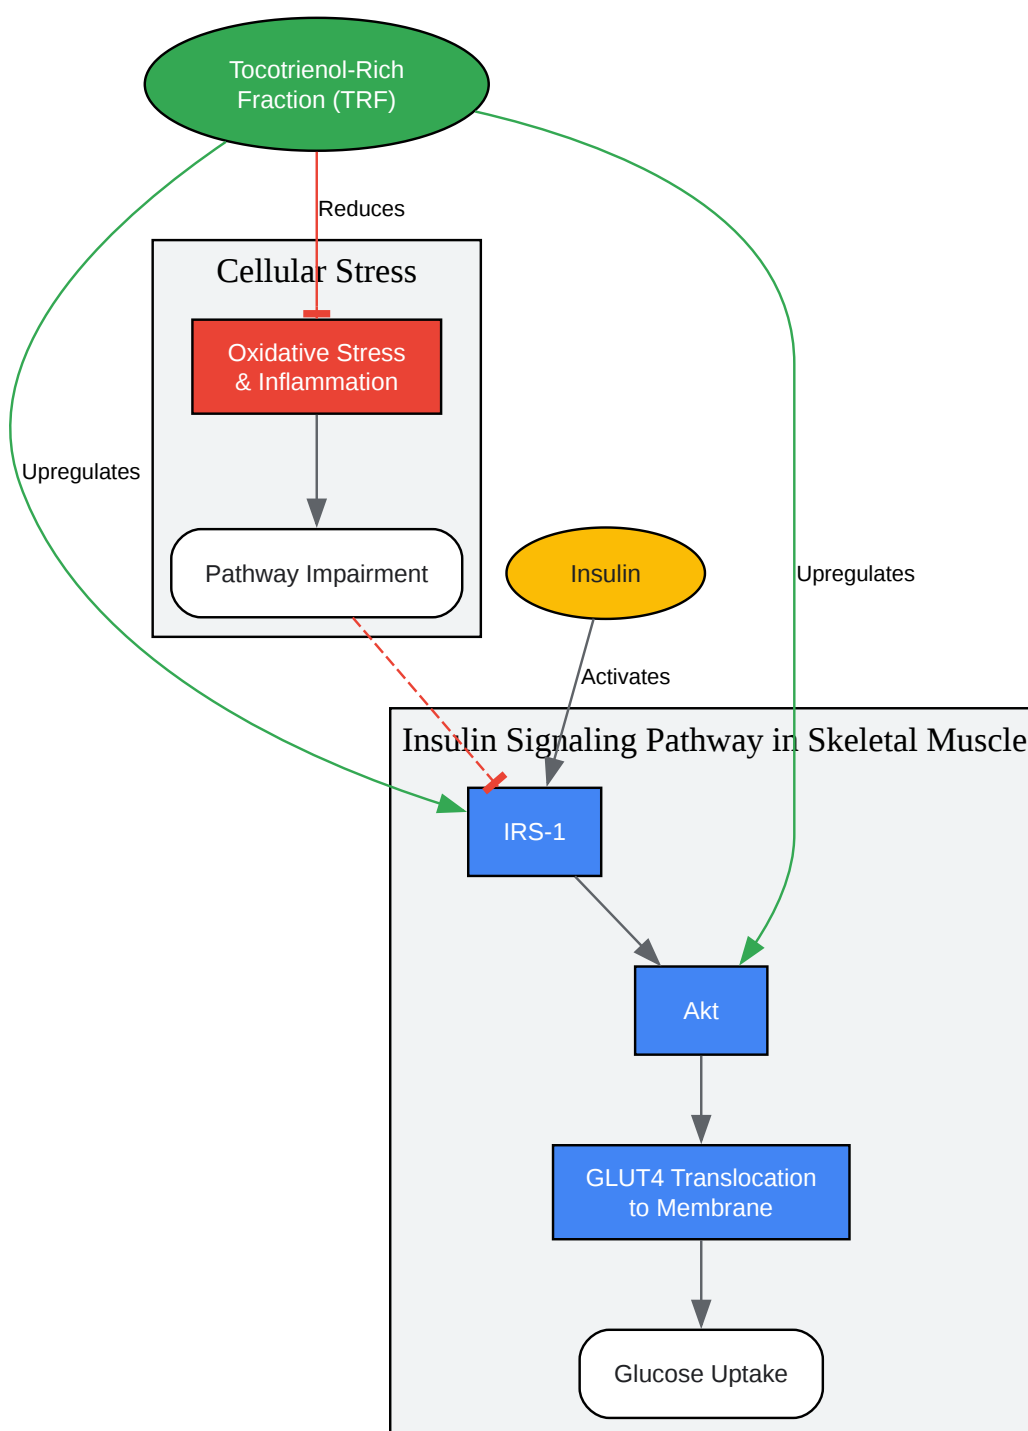 Tocotrienol-Rich
Fraction (TRF)
Reduces
Cellular Stress
Oxidative Stress
& Inflammation
Upregulates
Pathway Impairment
Insulin
Upregulates
Activates
Insulin Signaling Pathway in Skeletal Muscle
IRS-1
Akt
GLUT4 Translocation
to Membrane
Glucose Uptake